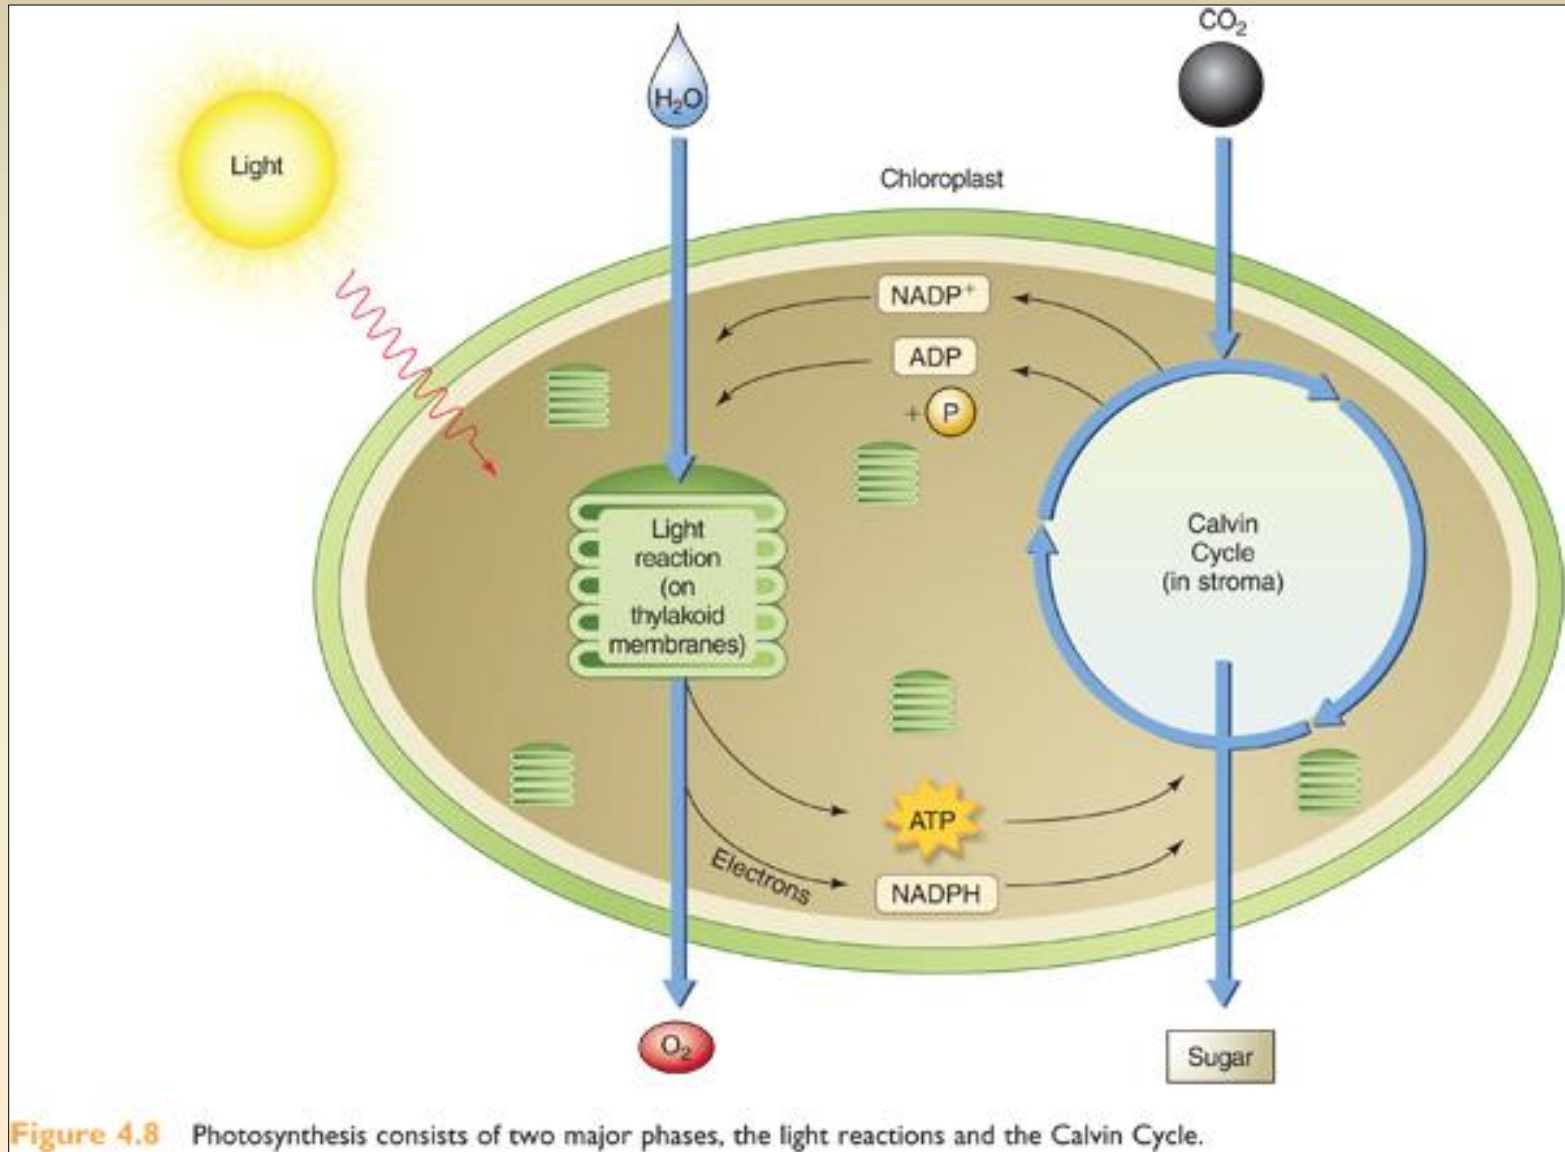 CO₂
H₂O
Light
Chloroplast
NADP⁺
ADP
+ P
Light
reaction
(on
thylakoid
membranes)
Calvin
Cycle
(in stroma)
ATP
Electrons
NADPH
O₂
Sugar
Figure 4.8 Photosynthesis consists of two major phases, the light reactions and the Calvin Cycle.